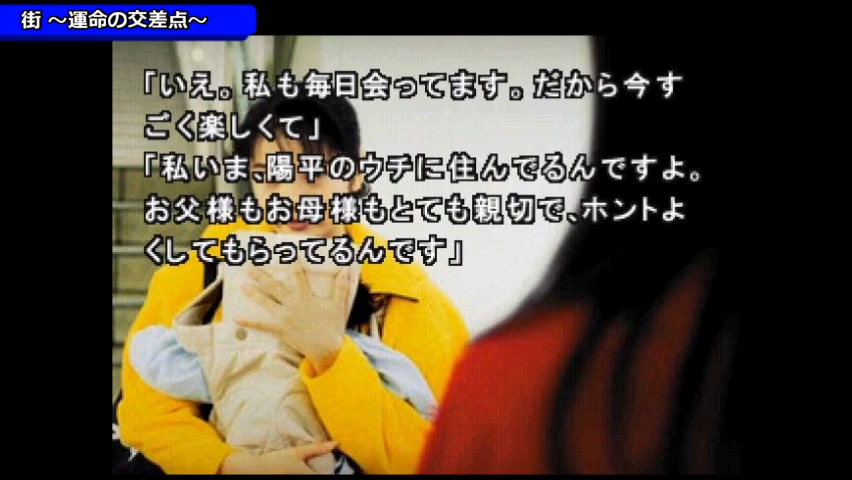 街 ～運命の交差点～
「いえ。私も毎日会ってます。だから今す
ごく楽しくて」
「私いま、陽平のウチに住んでるんですよ。
お父様もお母様もとても親切で、ホントよ
くしてもらってるんです」